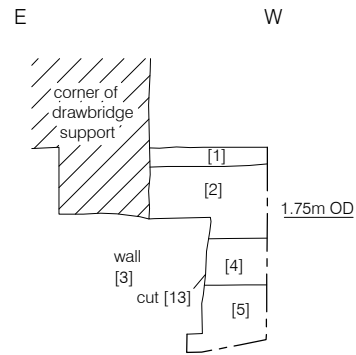 E W
corner of
drawbridge
support
[1]
[2]
1.75m OD
wall
[3]
[4]
cut [13]
[5]